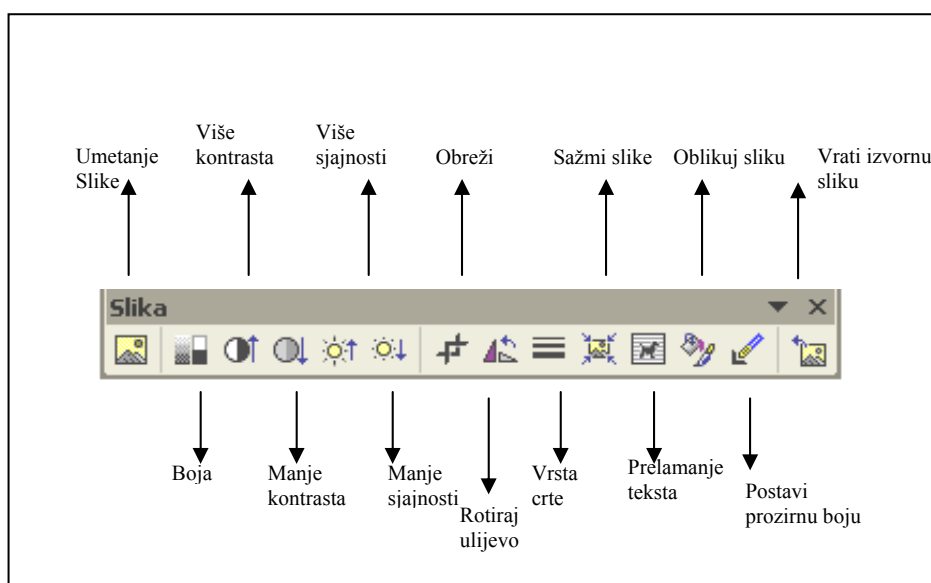 Umetanje
Slike
Više
kontrasta
Više
sjajnosti
Obreži
Sažmi slike
Oblikuj sliku
Vrati izvornu
sliku
Slika
Boja
Manje
kontrasta
Manje
sjajnosti
Rotiraj
ulijevo
Vrsta
crte
Prelamanje
teksta
Postavi
prozirnu boju